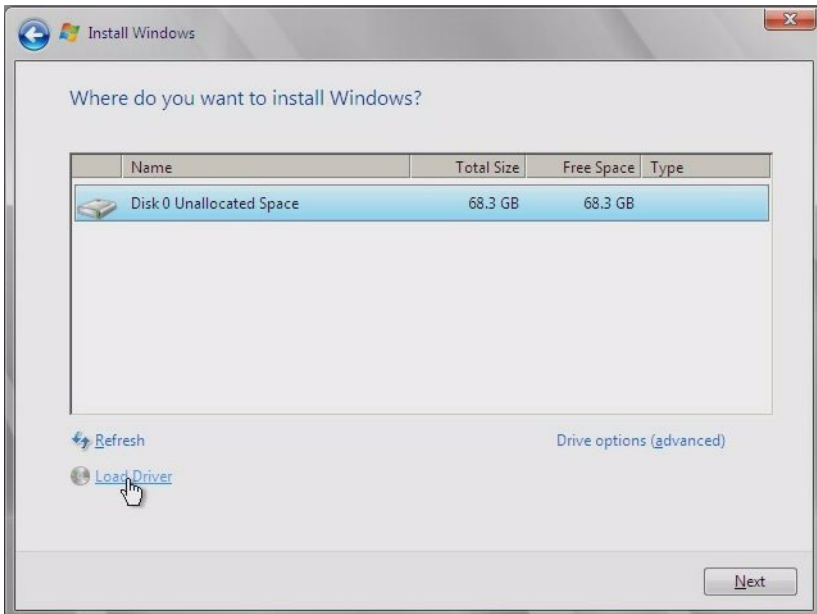 Install Windows
Where do you want to install Windows?
Name Total Size Free Space Type
Disk 0 Unallocated Space 68.3 GB 68.3 GB
Refresh Drive options (advanced)
Load Driver
Next